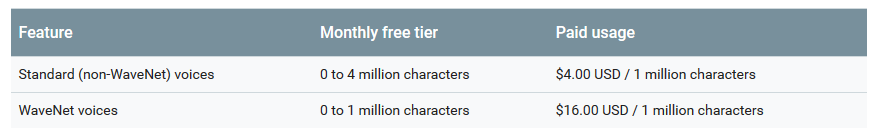 Feature Monthly free tier Paid usage
Standard (non-WaveNet) voices 0 to 4 million characters $4.00 USD / 1 million characters
WaveNet voices 0 to 1 million characters $16.00 USD / 1 million characters